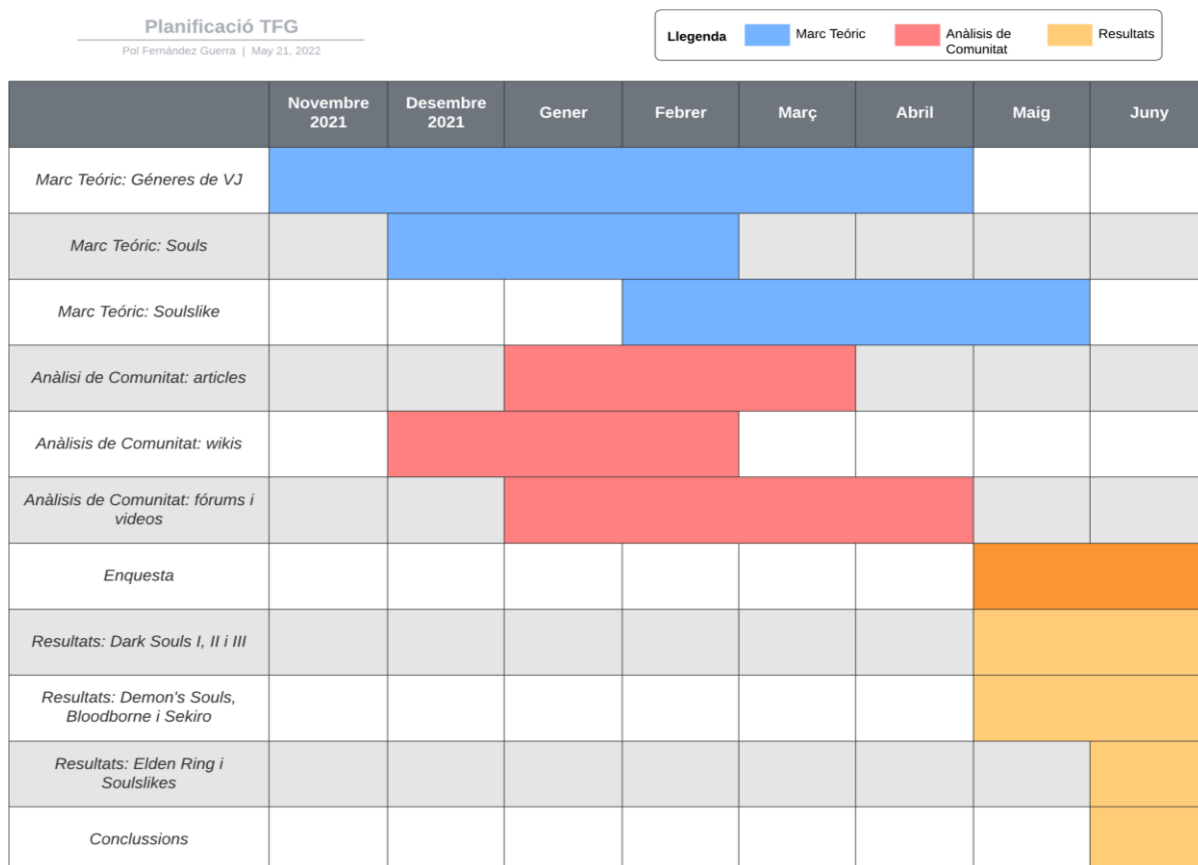 Planificació TFG
Pol Fernández Guerra | May 21, 2022
Llegenda
Marc Teóric
Anàlisis de
Comunitat
Resultats
Novembre
2021
Desembre
2021
Gener
Febrer
Març
Abril
Maig
Juny
Marc Teóric: Géneres de VJ
Marc Teóric: Souls
Marc Teóric: Soulslike
Anàlisi de Comunitat: articles
Anàlisis de Comunitat: wikis
Anàlisis de Comunitat: fórums i
videos
Enquesta
Resultats: Dark Souls I, II i III
Resultats: Demon's Souls,
Bloodborne i Sekiro
Resultats: Elden Ring i
Soulslikes
Conclussions